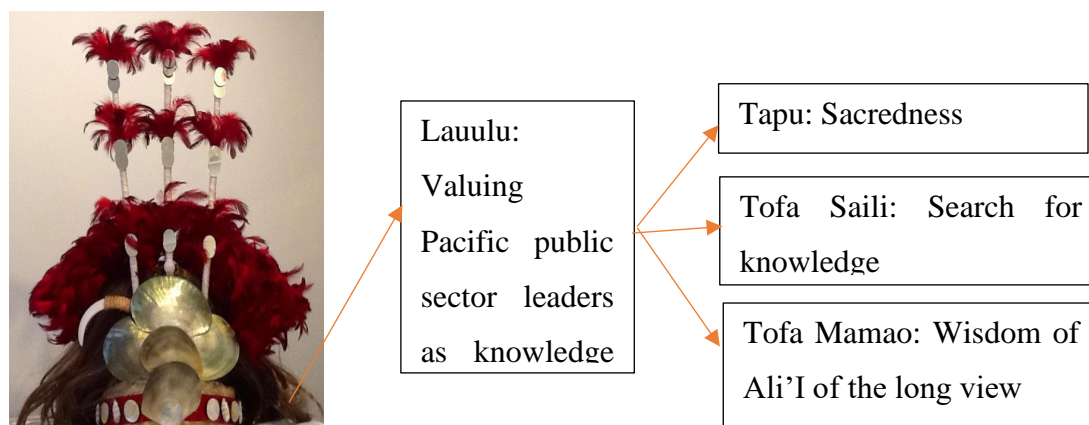 Lauulu:
Valuing
Pacific public
sector leaders
as knowledge
Tapu: Sacredness
Tofa Saili: Search for
knowledge
Tofa Mamao: Wisdom of
Ali’I of the long view